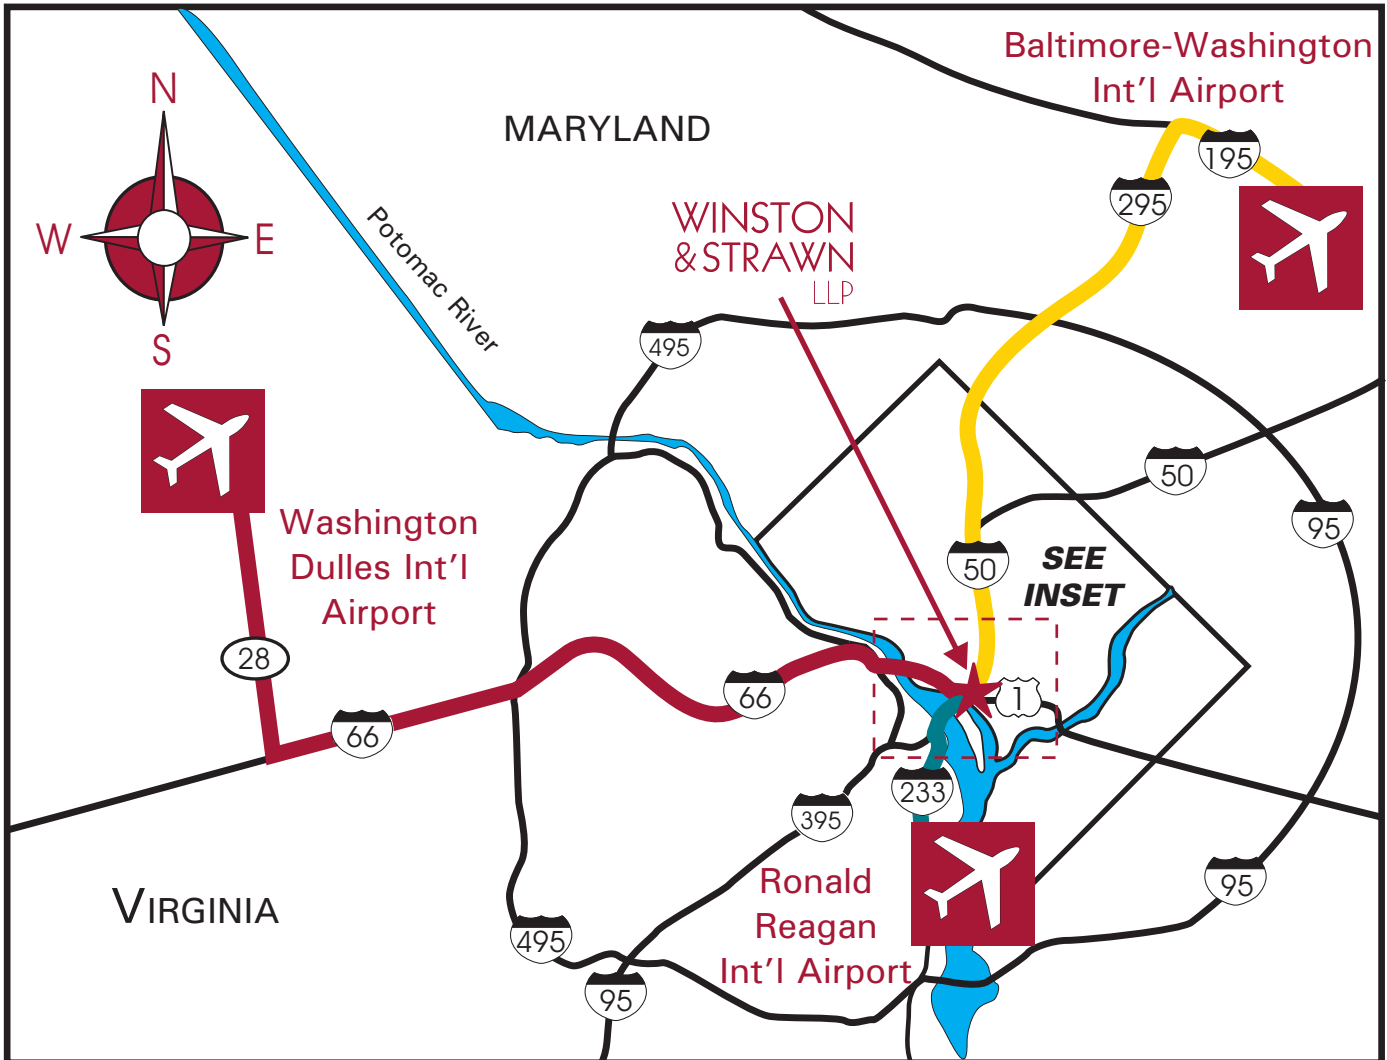 Baltimore-Washington
Int'l Airport
N
MARYLAND
195
295
WINSTON
& STRAWN
LLP
W
E
Potomac River
S
495
50
95
Washington
Dulles Int'l
Airport
SEE
INSET
50
28
66
66
1
233
395
Ronald
Reagan
Int'l Airport
VIRGINIA
95
495
95